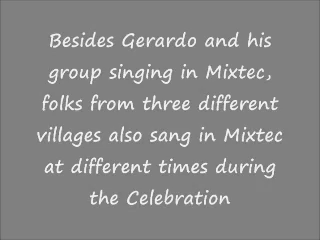 Besides Gerardo and his
group singing in Mixtec,
folks from three different
villages also sang in Mixtec
at different times during
the Celebration